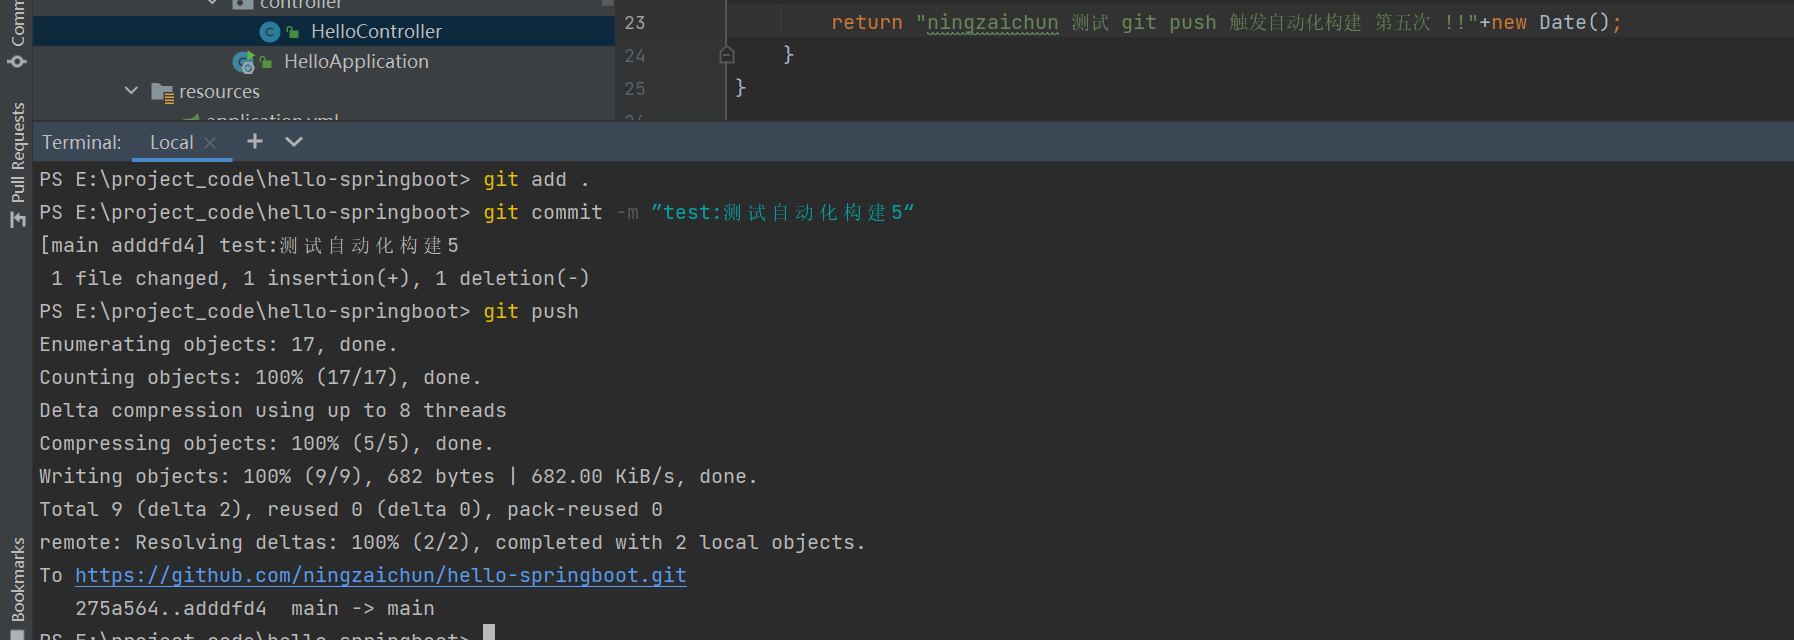 controller
HelloController
HelloApplication
resources
application.yml
23 return "ningzaichun 测试 git push 触发自动化构建 第五次 !!"+new Date();
24 }
25 }
Comm
Pull Requests
Bookmarks
Terminal: Local
PS E:\project_code\hello-springboot> git add .
PS E:\project_code\hello-springboot> git commit -m ”test:测试自动化构建5“
[main adddfd4] test:测试自动化构建5
1 file changed, 1 insertion(+), 1 deletion(-)
PS E:\project_code\hello-springboot> git push
Enumerating objects: 17, done.
Counting objects: 100% (17/17), done.
Delta compression using up to 8 threads
Compressing objects: 100% (5/5), done.
Writing objects: 100% (9/9), 682 bytes | 682.00 KiB/s, done.
Total 9 (delta 2), reused 0 (delta 0), pack-reused 0
remote: Resolving deltas: 100% (2/2), completed with 2 local objects.
To https://github.com/ningzaichun/hello-springboot.git
275a564..adddfd4  main -> main
PS E:\project_code\hello-springboot>